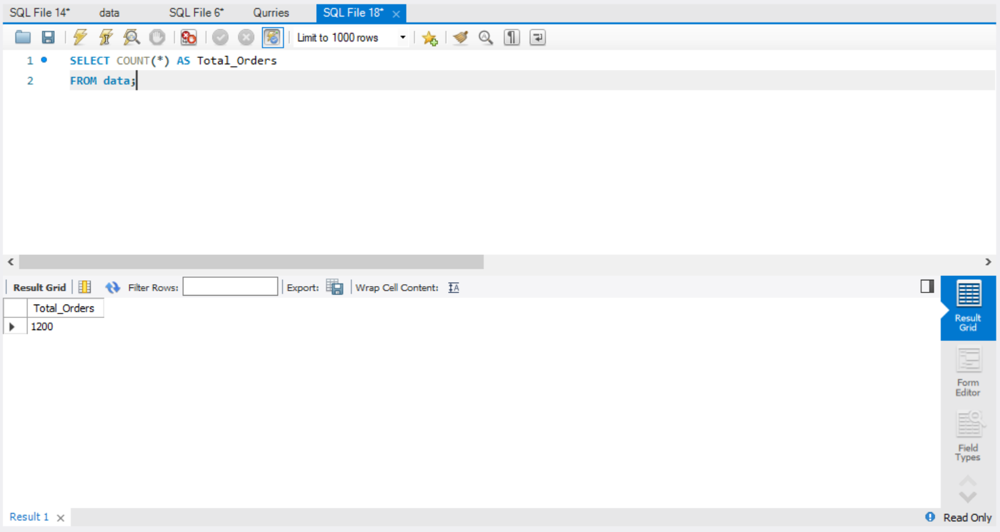 SQL File 14* data SQL File 6* Qurries SQL File 18*
Limit to 1000 rows
1 SELECT COUNT(*) AS Total_Orders
2 FROM data;
Result Grid Filter Rows: Export: Wrap Cell Content:
Total_Orders
1200
Result
Grid
Form
Editor
Field
Types
Result 1 Read Only